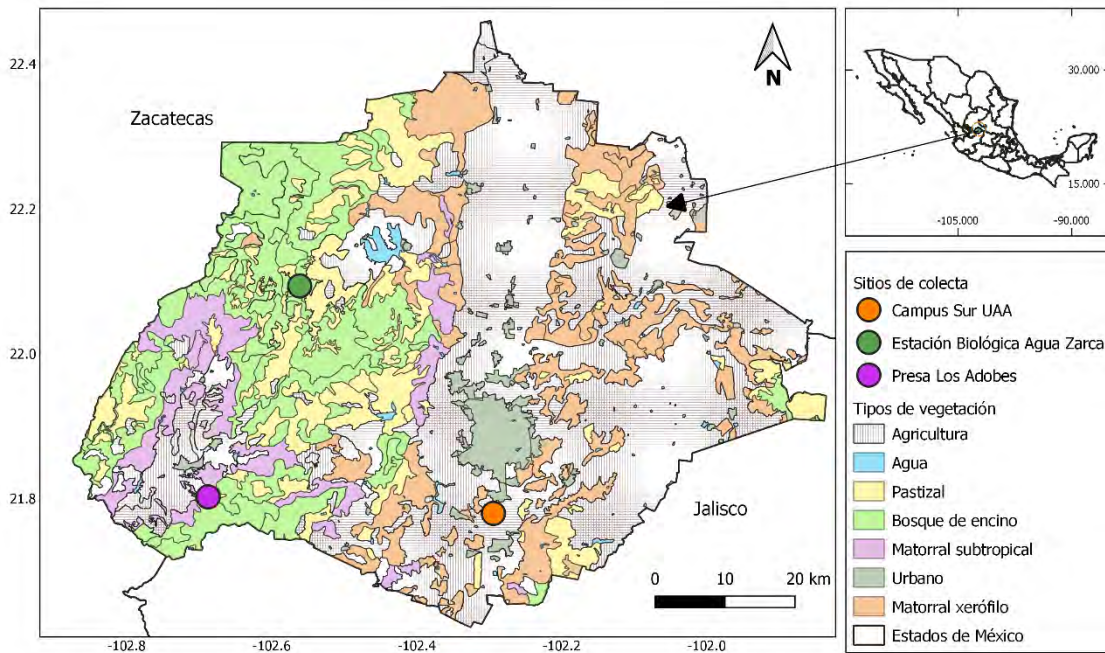 22.4
22.2
22.0
21.8
-102.8
-102.6
-102.4
-102.2
-102.0
Zacatecas
Jalisco
N
0 10 20 km
30.000
15.000
-105.000
-90.000
Sitios de colecta
Campus Sur UAA
Estación Biológica Agua Zarca
Presa Los Adobes
Tipos de vegetación
Agricultura
Agua
Pastizal
Bosque de encino
Matorral subtropical
Urbano
Matorral xerófilo
Estados de México